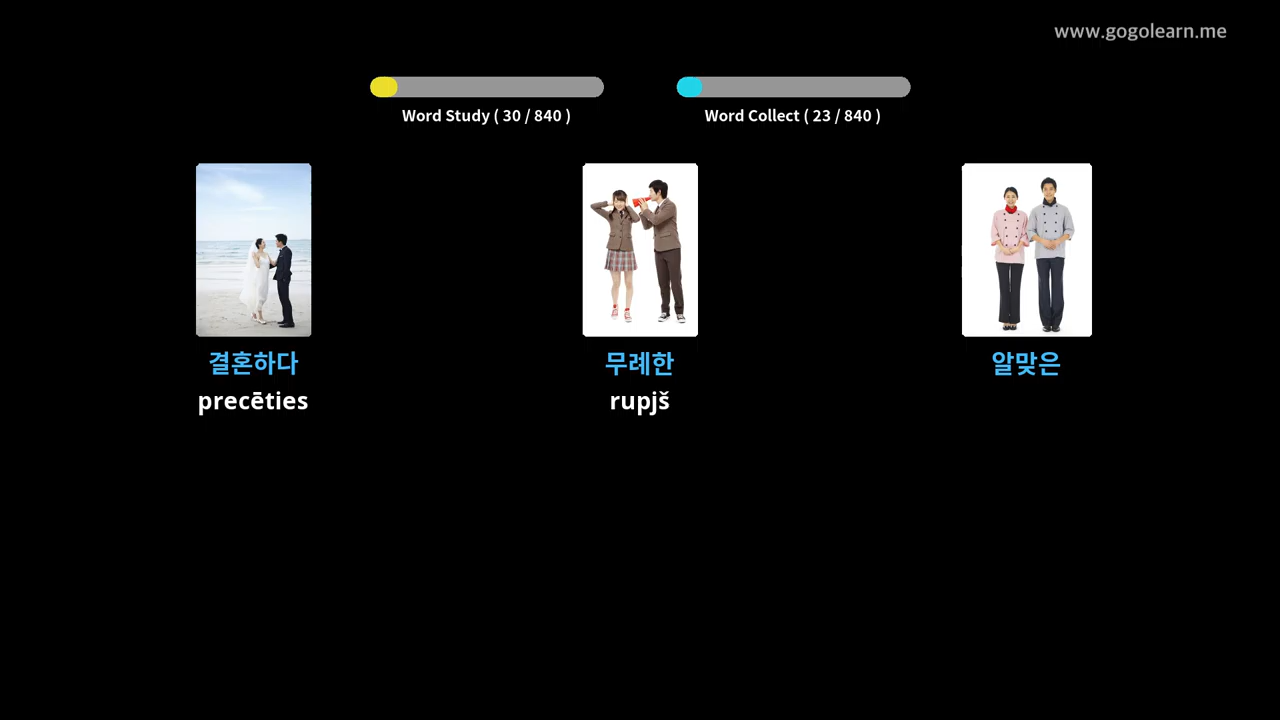 www.gogolearn.me
Word Study ( 30 / 840 )
Word Collect ( 23 / 840 )
결혼하다
무례한
알맞은
precēties
rupjš